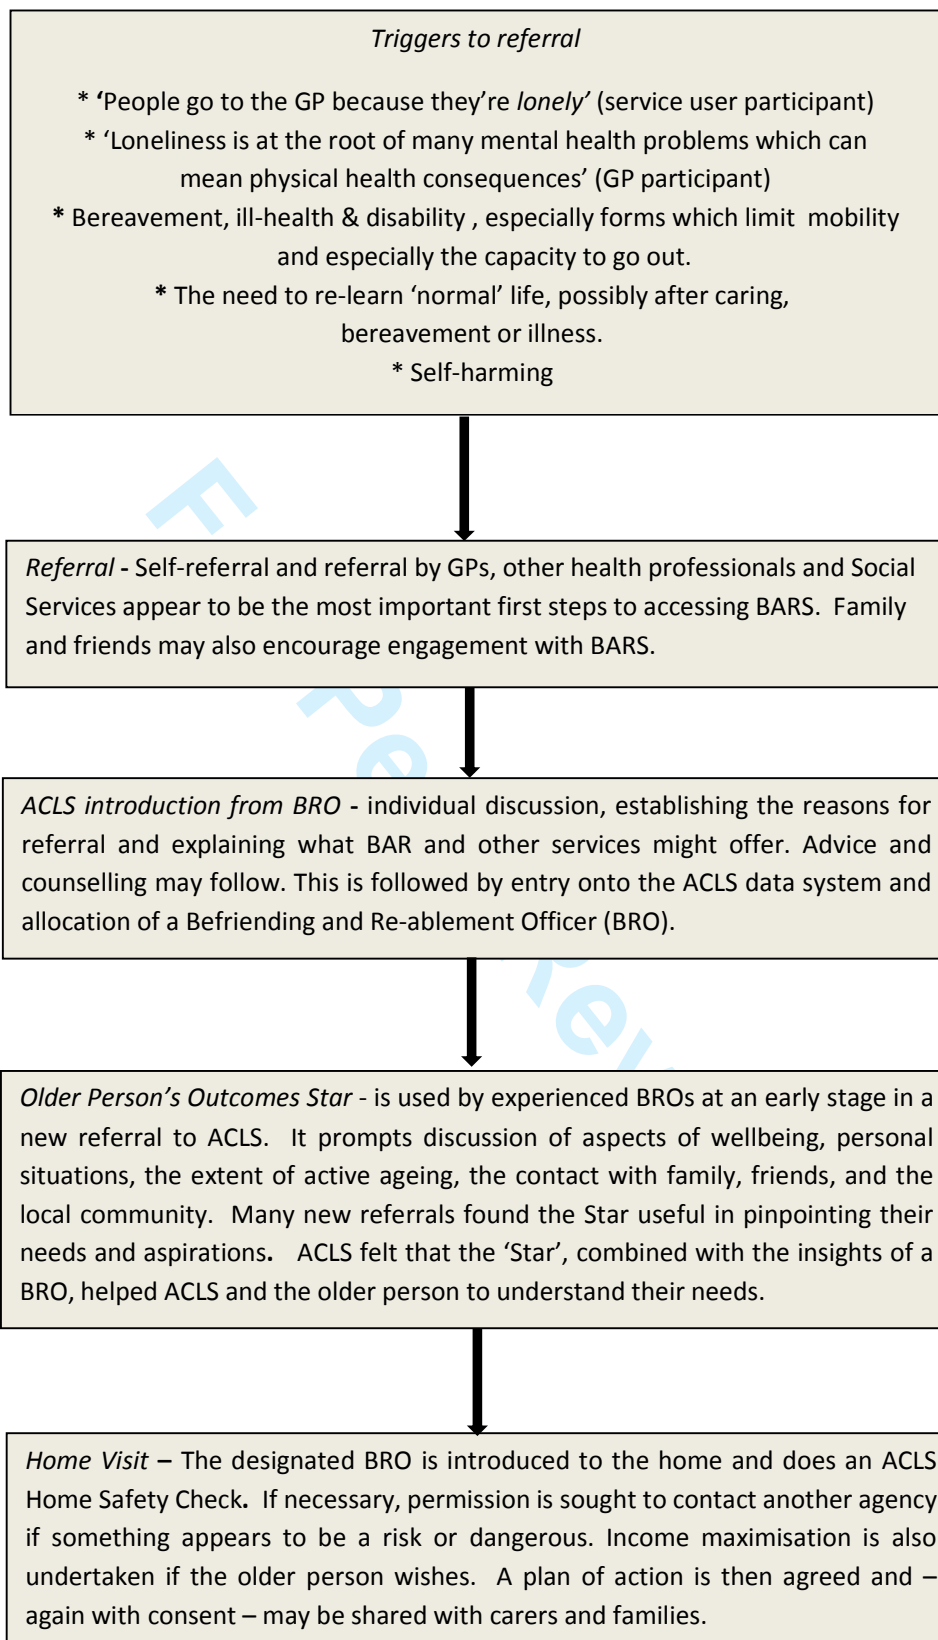 Triggers to referral
* 'People go to the GP because they're lonely' (service user participant)
* 'Loneliness is at the root of many mental health problems which can
mean physical health consequences' (GP participant)
* Bereavement, ill-health & disability , especially forms which limit mobility
and especially the capacity to go out.
* The need to re-learn 'normal' life, possibly after caring,
bereavement or illness.
* Self-harming
Referral - Self-referral and referral by GPs, other health professionals and Social
Services appear to be the most important first steps to accessing BARS. Family
and friends may also encourage engagement with BARS.
ACLS introduction from BRO - individual discussion, establishing the reasons for
referral and explaining what BAR and other services might offer. Advice and
counselling may follow. This is followed by entry onto the ACLS data system and
allocation of a Befriending and Re-ablement Officer (BRO).
Older Person's Outcomes Star - is used by experienced BROs at an early stage in a
new referral to ACLS. It prompts discussion of aspects of wellbeing, personal
situations, the extent of active ageing, the contact with family, friends, and the
local community. Many new referrals found the Star useful in pinpointing their
needs and aspirations. ACLS felt that the 'Star', combined with the insights of a
BRO, helped ACLS and the older person to understand their needs.
Home Visit – The designated BRO is introduced to the home and does an ACLS
Home Safety Check. If necessary, permission is sought to contact another agency
if something appears to be a risk or dangerous. Income maximisation is also
undertaken if the older person wishes. A plan of action is then agreed and –
again with consent – may be shared with carers and families.